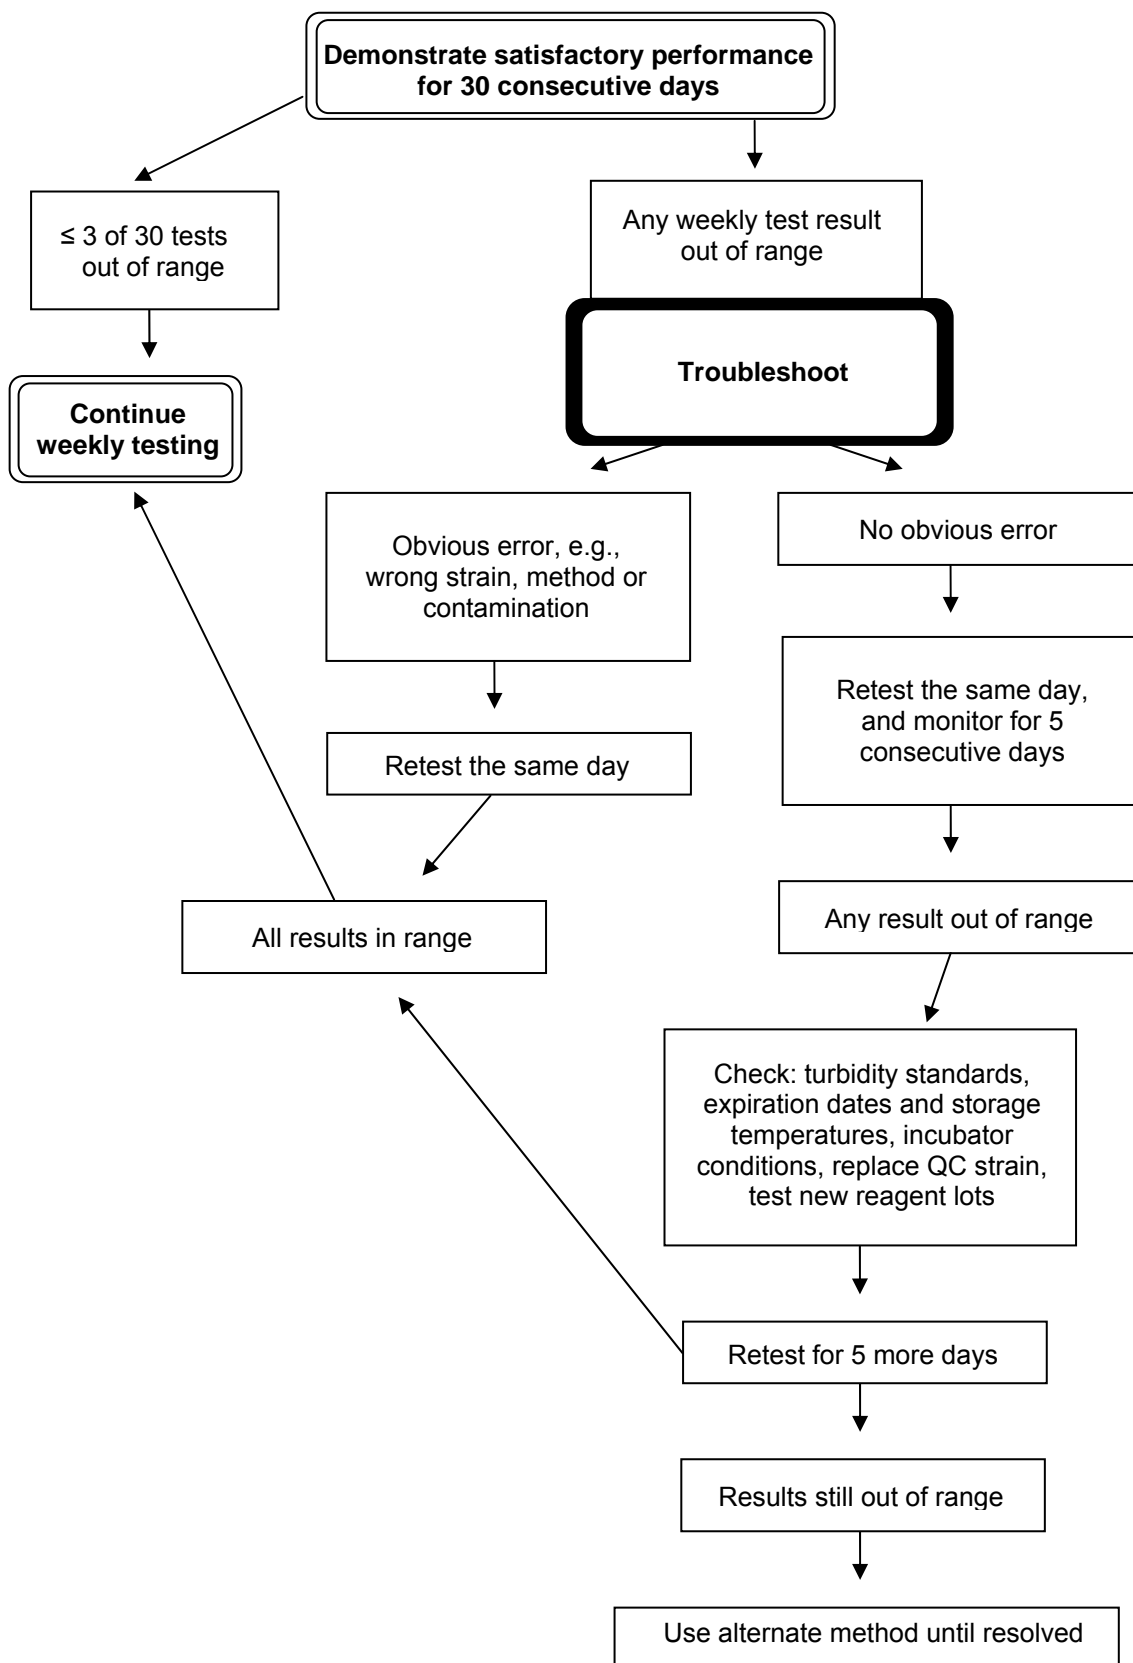 Demonstrate satisfactory performance
for 30 consecutive days
≤ 3 of 30 tests
out of range
Any weekly test result
out of range
Continue
weekly testing
Troubleshoot
Obvious error, e.g.,
wrong strain, method or
contamination
No obvious error
Retest the same day
Retest the same day,
and monitor for 5
consecutive days
All results in range
Any result out of range
Check: turbidity standards,
expiration dates and storage
temperatures, incubator
conditions, replace QC strain,
test new reagent lots
Retest for 5 more days
Results still out of range
Use alternate method until resolved